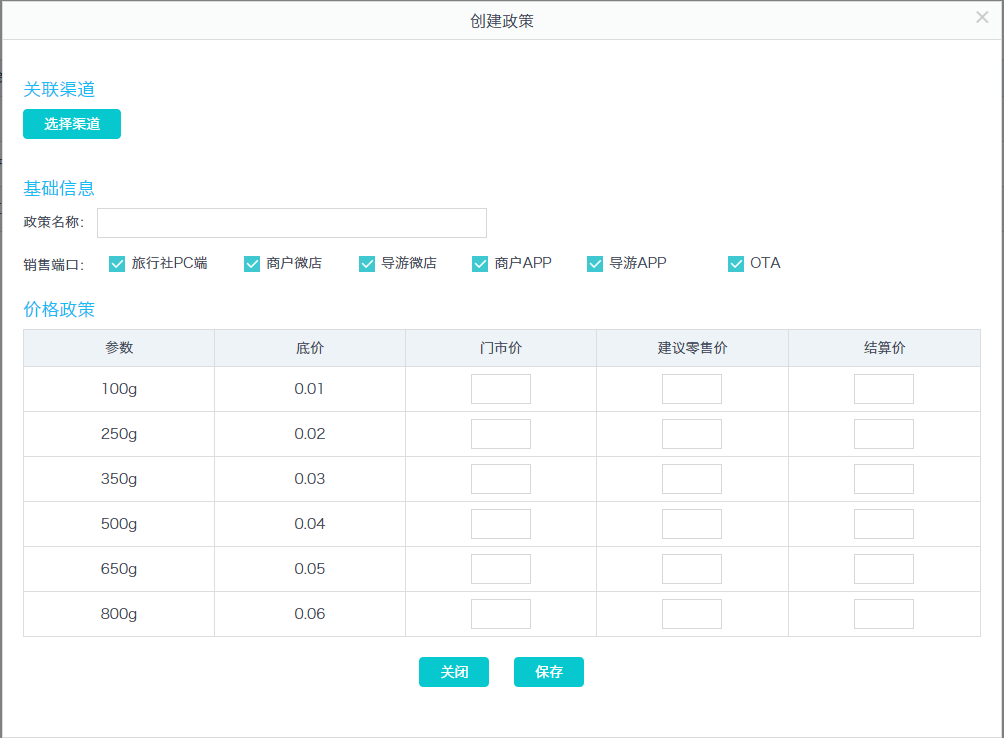 创建政策
关联渠道
选择渠道
基础信息
政策名称：
销售端口： 旅行社PC端 商户微店 导游微店 商户APP 导游APP OTA
价格政策
参数 底价 门市价 建议零售价 结算价
100g 0.01
250g 0.02
350g 0.03
500g 0.04
650g 0.05
800g 0.06
关闭 保存